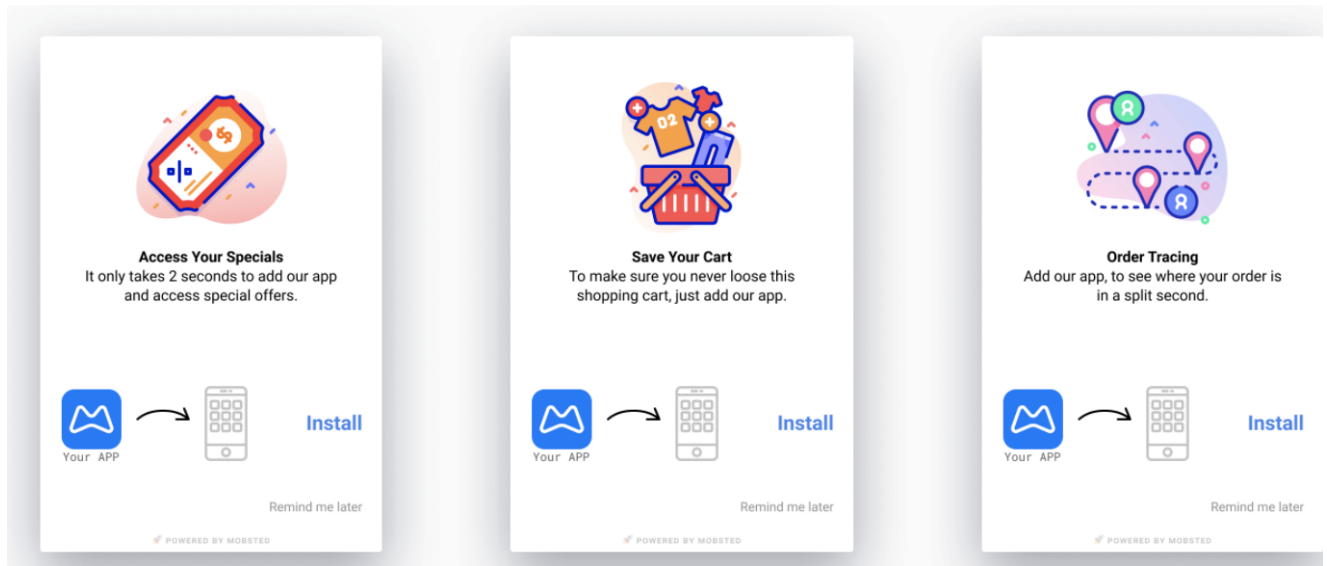 02
Access Your Specials
It only takes 2 seconds to add our app
and access special offers.
Your APP
Install
Remind me later
POWERED BY MOBSTED
Save Your Cart
To make sure you never loose this
shopping cart, just add our app.
Your APP
Install
Remind me later
POWERED BY MOBSTED
Order Tracing
Add our app, to see where your order is
in a split second.
Your APP
Install
Remind me later
POWERED BY MOBSTED